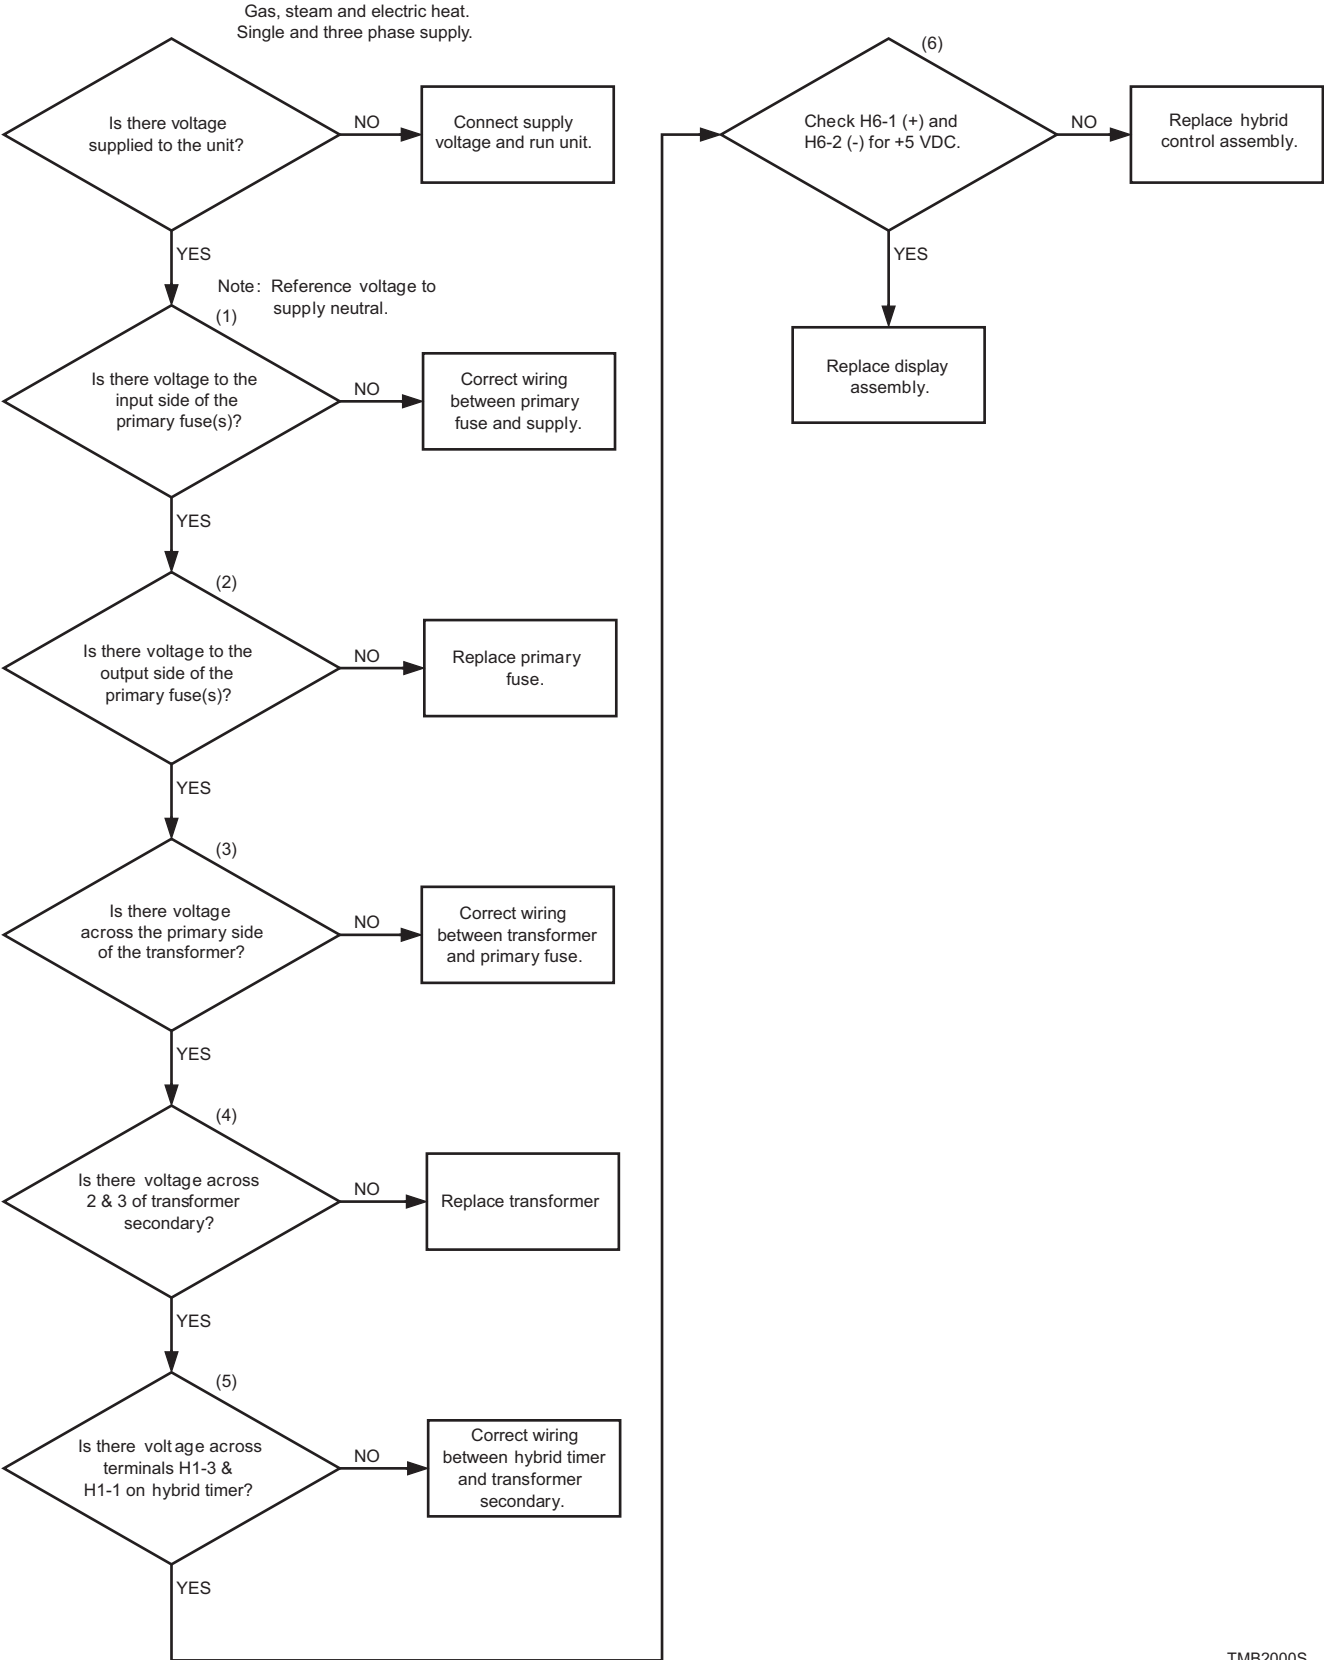 Gas, steam and electric heat.
Single and three phase supply.
Is there voltage
supplied to the unit?
NO
Connect supply
voltage and run unit.
YES
Note: Reference voltage to
supply neutral.
(1)
Is there voltage to the
input side of the
primary fuse(s)?
NO
Correct wiring
between primary
fuse and supply.
YES
(2)
Is there voltage to the
output side of the
primary fuse(s)?
NO
Replace primary
fuse.
YES
(3)
Is there voltage
across the primary side
of the transformer?
NO
Correct wiring
between transformer
and primary fuse.
YES
(4)
Is there voltage across
2 & 3 of transformer
secondary?
NO
Replace transformer
YES
(5)
Is there voltage across
terminals H1-3 &
H1-1 on hybrid timer?
NO
Correct wiring
between hybrid timer
and transformer
secondary.
YES
(6)
Check H6-1 (+) and
H6-2 (-) for +5 VDC.
NO
Replace hybrid
control assembly.
YES
Replace display
assembly.
TMB2000S